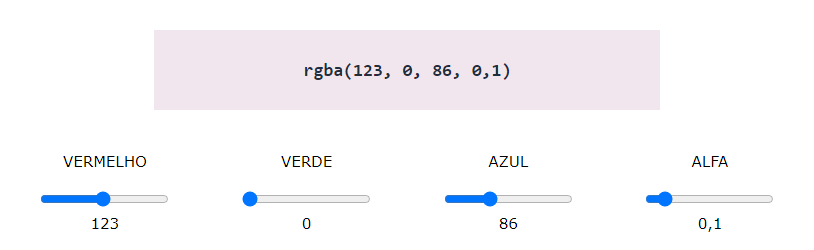 rgba(123, 0, 86, 0,1)
VERMELHO VERDE AZUL ALFA
123 0 86 0,1